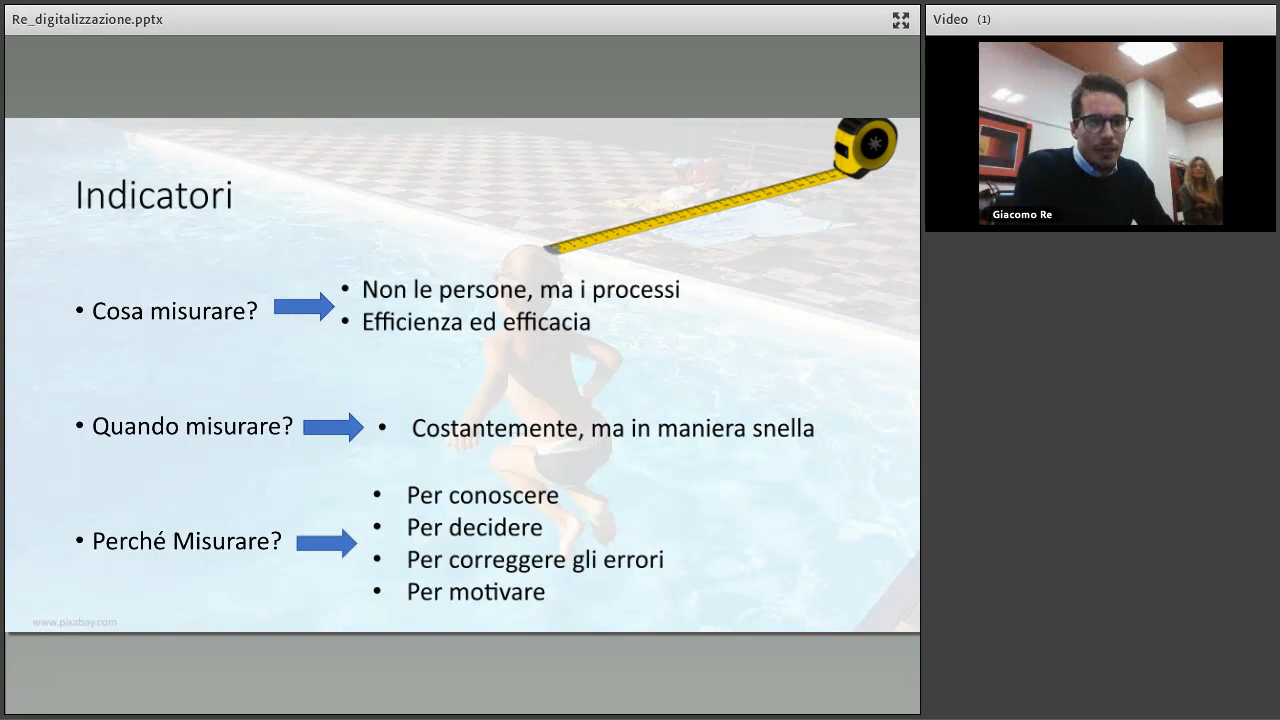 Re_digitalizzazione.pptx
Video (1)
Giacomo Re
Indicatori
• Cosa misurare?
• Non le persone, ma i processi
• Efficienza ed efficacia
• Quando misurare?
• Costantemente, ma in maniera snella
• Perché Misurare?
• Per conoscere
• Per decidere
• Per correggere gli errori
• Per motivare
www.pixabay.com